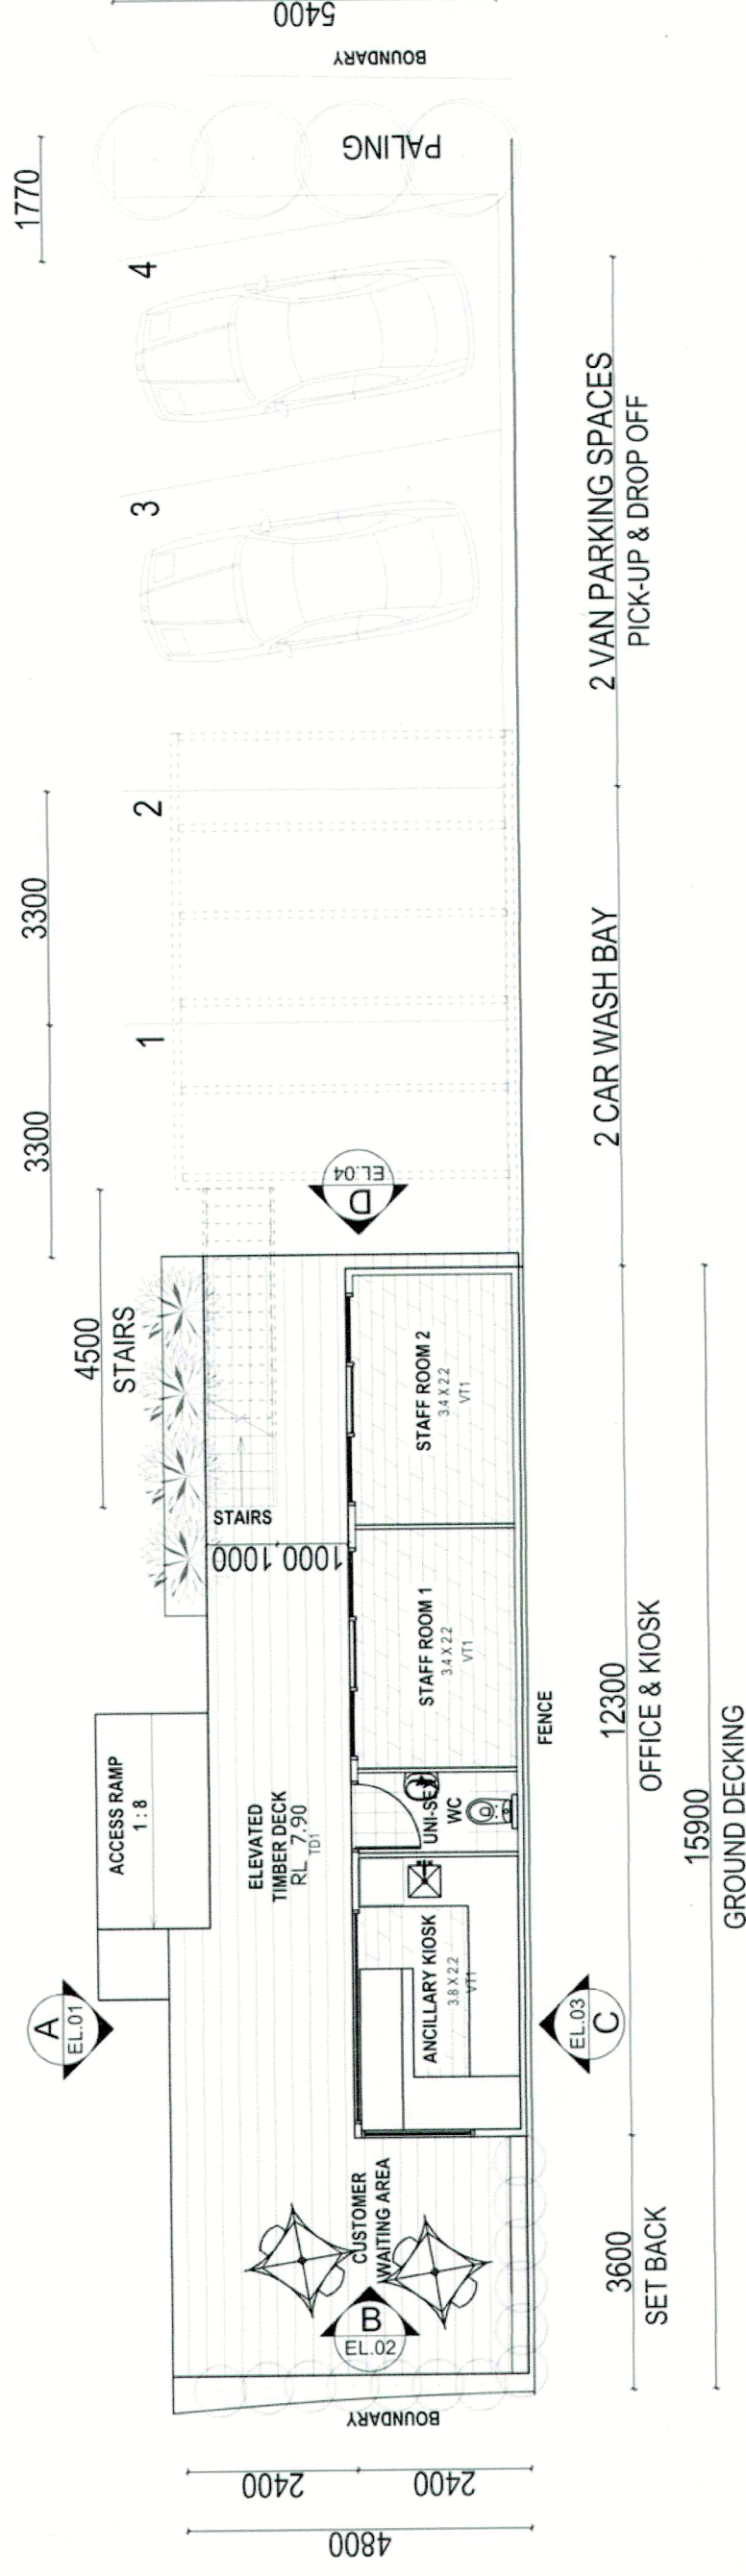 5400
BOUNDARY
PALING
1770
4
3
2 VAN PARKING SPACES
PICK-UP & DROP OFF
2
3300
1
3300
2 CAR WASH BAY
D
EL.04
4500
STAIRS
STAIRS
1000
1000
STAFF ROOM 2
3.4 X 2.2
VT1
STAFF ROOM 1
3.4 X 2.2
VT1
FENCE
12300
OFFICE & KIOSK
15900
GROUND DECKING
ACCESS RAMP
1 : 8
ELEVATED
TIMBER DECK
RL 7.90
TD1
UNI-SEX
WC
ANCILLARY KIOSK
3.8 X 2.2
VT1
A
EL.01
EL.03
C
CUSTOMER
WAITING AREA
B
EL.02
3600
SET BACK
BOUNDARY
2400
2400
4800